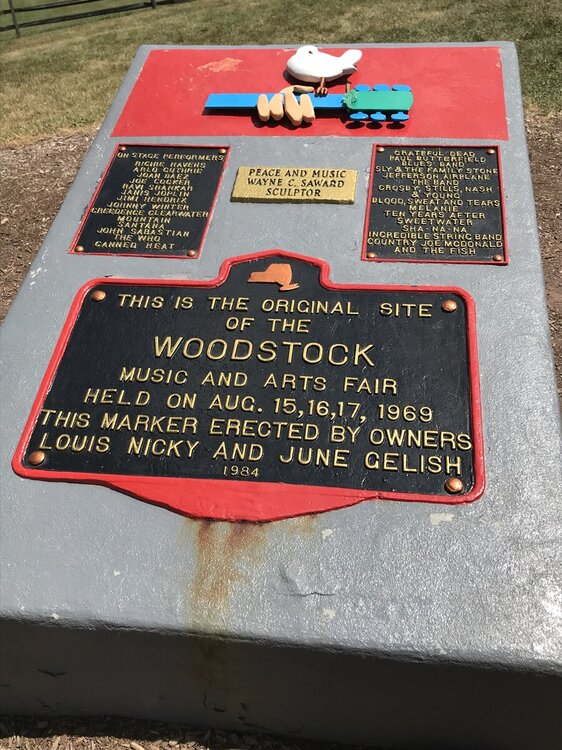 ON STAGE PERFORMERS
RICHIE HAVENS
ARLO GUTHRIE
JOAN BAEZ
JOE COCKER
RAVI SHANKAR
JANIS JOPLIN
JIMI HENDRIX
JOHNNY WINTER
CREEDENCE CLEARWATER
MOUNTAIN
SANTANA
JOHN SABASTIAN
THE WHO
CANNED HEAT
PEACE AND MUSIC
WAYNE C. SAWARD
SCULPTOR
GRATEFUL DEAD
PAUL BUTTERFIELD
BLUES BAND
SLY & THE FAMILY STONE
JEFFERSON AIRPLANE
THE BAND
CROSBY, STILLS, NASH
& YOUNG
BLOOD, SWEAT AND TEARS
MELANIE
TEN YEARS AFTER
SWEETWATER
SHA-NA-NA
INCREDIBLE STRING BAND
COUNTRY JOE MCDONALD
AND THE FISH
THIS IS THE ORIGINAL SITE
OF THE
WOODSTOCK
MUSIC AND ARTS FAIR
HELD ON AUG. 15,16,17, 1969
THIS MARKER ERECTED BY OWNERS
LOUIS NICKY AND JUNE GELISH
1984